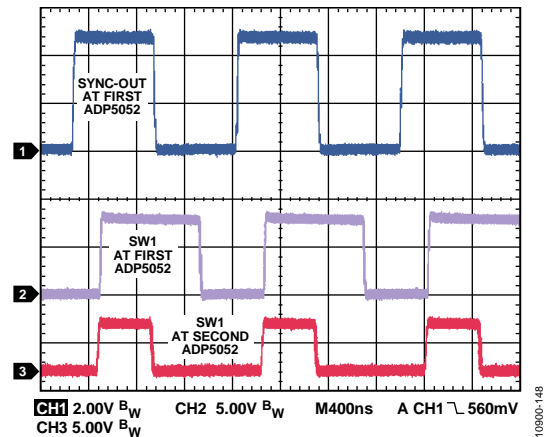 SYNC-OUT
AT FIRST
ADP5052
1
SW1
AT FIRST
ADP5052
2
SW1
AT SECOND
ADP5052
3
CH1 2.00V BW CH2 5.00V BW M400ns A CH1 560mV
CH3 5.00V BW
10900-148